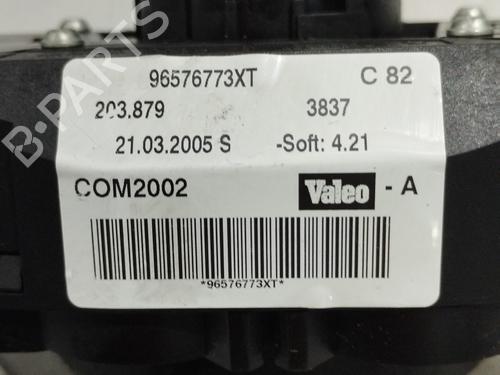 96576773XT C 82
203.879 3837
21.03.2005 S -Soft: 4.21
COM2002 Valeo - A
*96576773XT*
B-PARTS